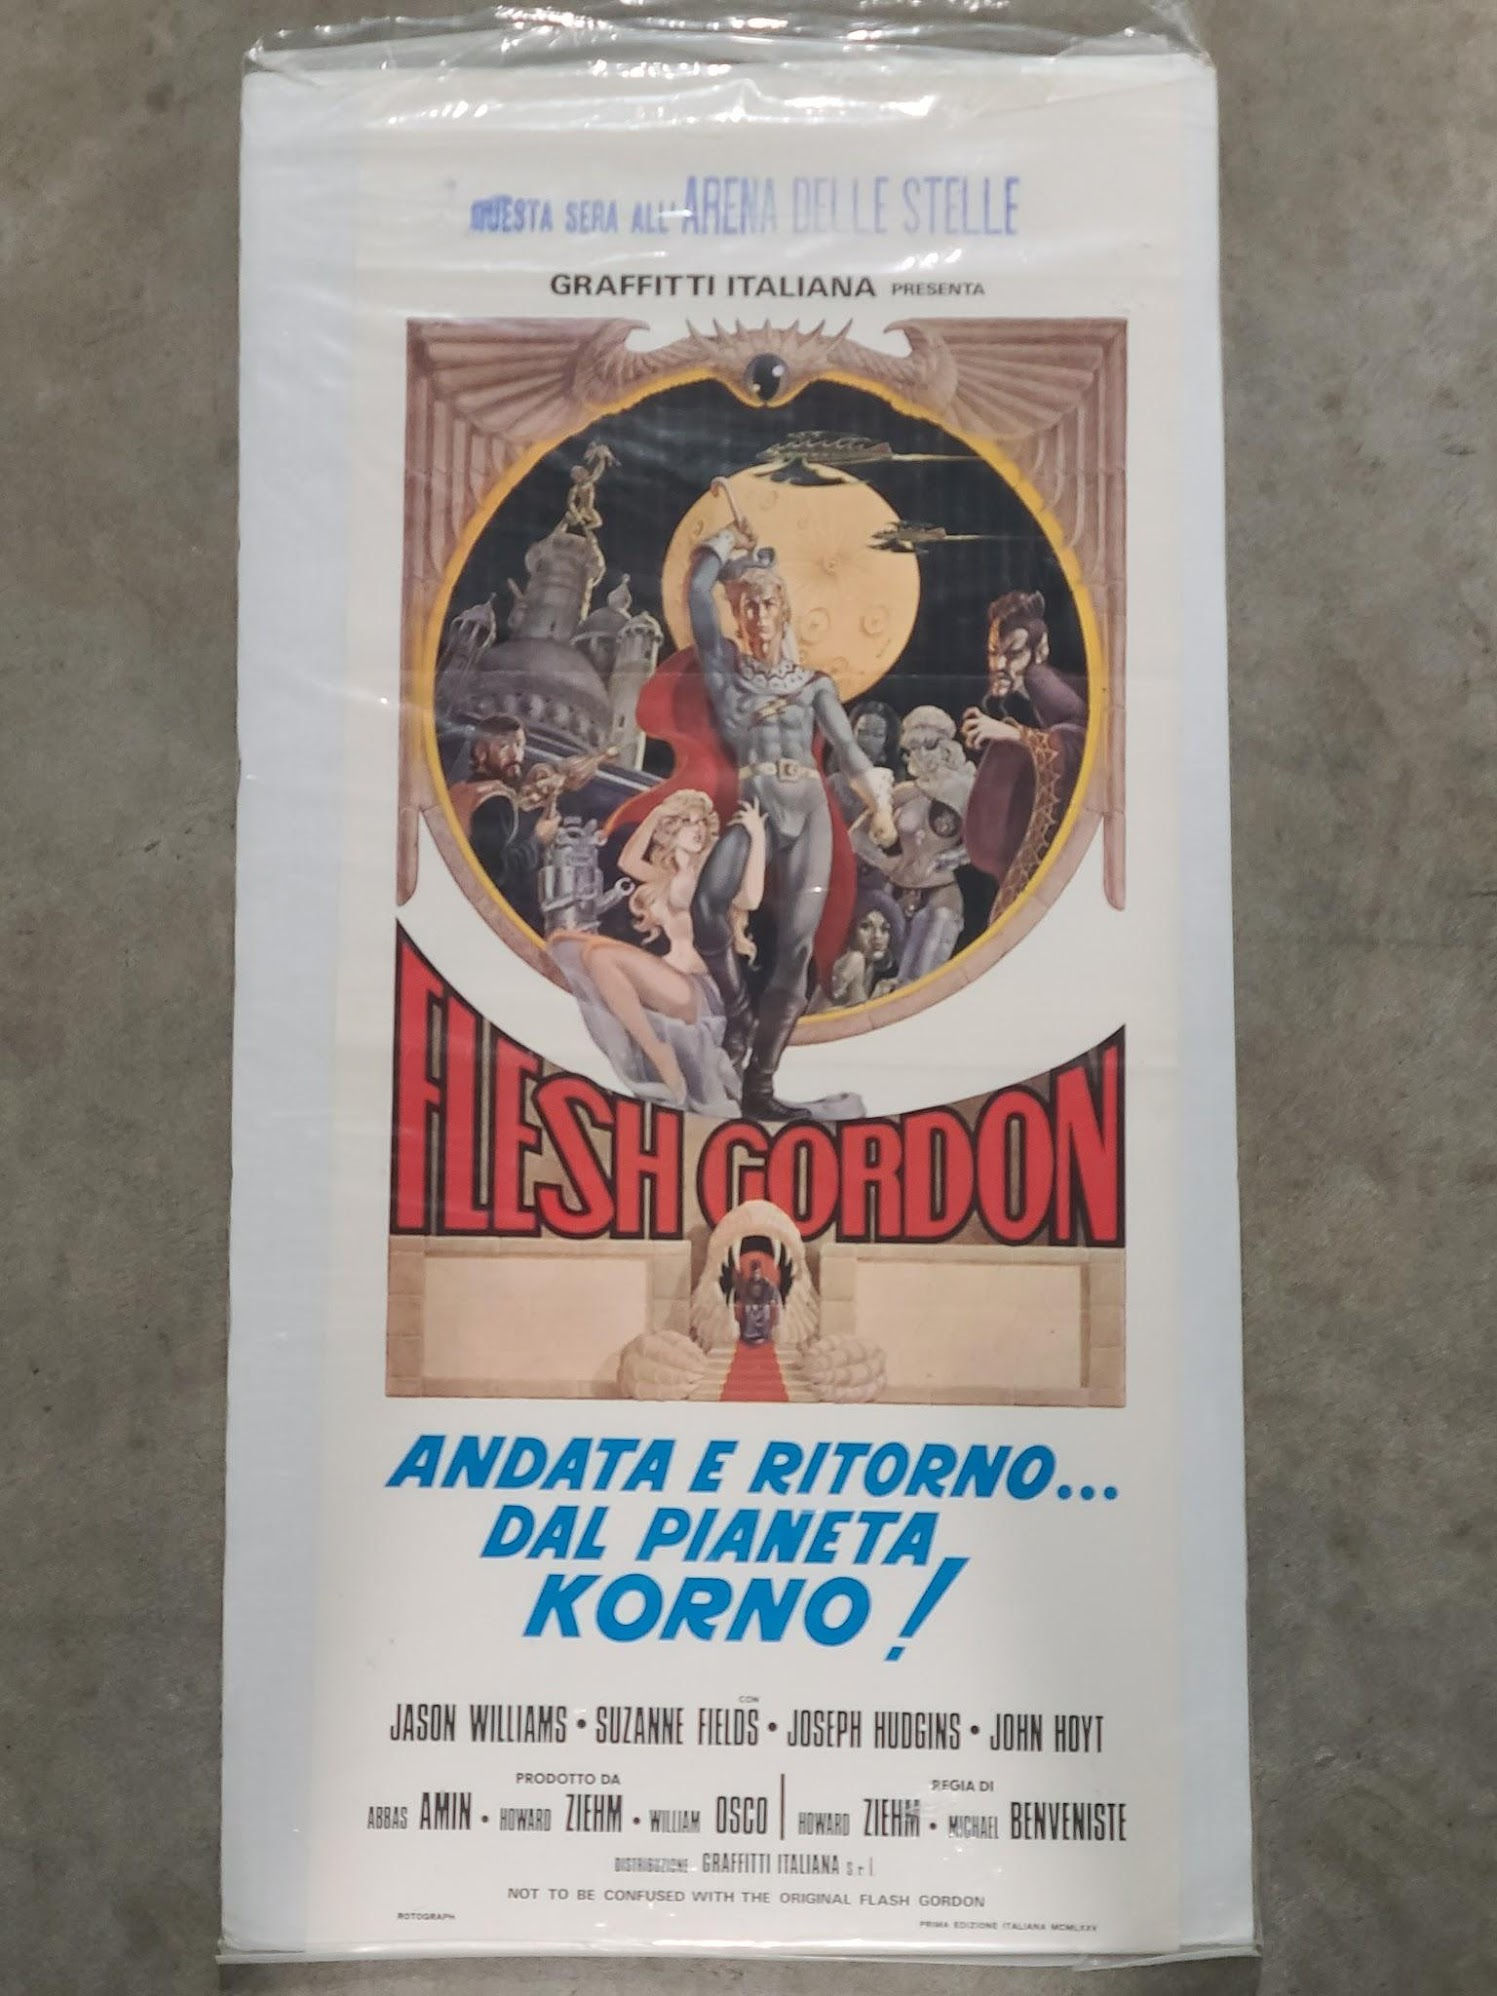 QUESTA SERA ALL'ARENA DELLE STELLE
GRAFFITTI ITALIANA PRESENTA
FLESH GORDON
ANDATA E RITORNO...
DAL PIANETA
KORNO!
CON
JASON WILLIAMS • SUZANNE FIELDS • JOSEPH HUDGINS • JOHN HOYT
PRODOTTO DA REGIA DI
ABBAS AMIN • HOWARD ZIEHM • WILLIAM OSCO | HOWARD ZIEHM • MICHAEL BENVENISTE
DISTRIBUZIONE GRAFFITTI ITALIANA S r l
NOT TO BE CONFUSED WITH THE ORIGINAL FLASH GORDON
ROTOGRAPH PRIMA EDIZIONE ITALIANA MCMLXXV